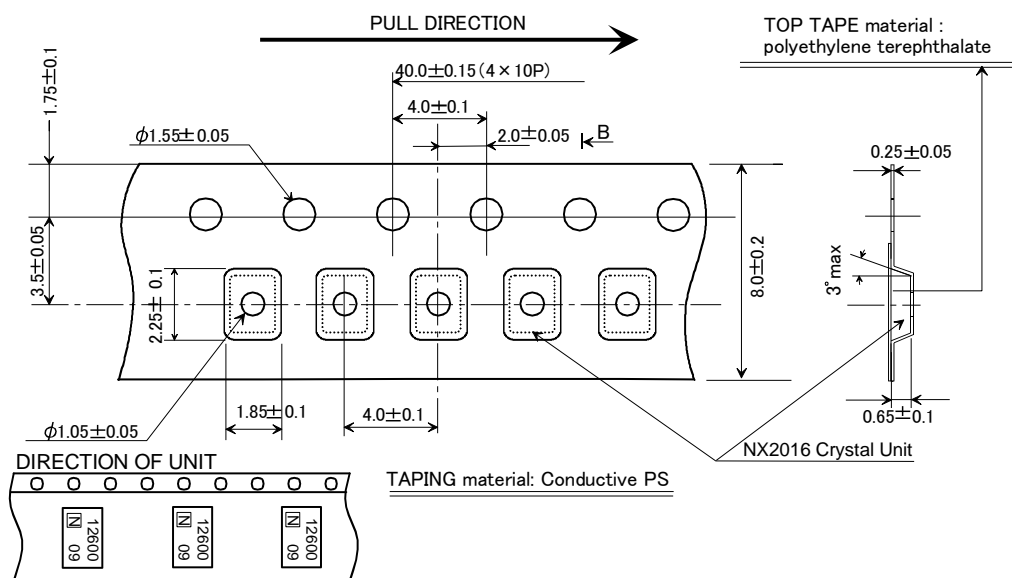 PULL DIRECTION
TOP TAPE material :
polyethylene terephthalate
1.75±0.1
40.0±0.15(4×10P)
4.0±0.1
2.0±0.05
B
φ1.55±0.05
0.25±0.05
3.5±0.05
2.25± 0.1
8.0±0.2
3°max
1.85±0.1
4.0±0.1
0.65±0.1
φ1.05±0.05
NX2016 Crystal Unit
DIRECTION OF UNIT
TAPING material: Conductive PS
12600
N 09
12600
N 09
12600
N 09